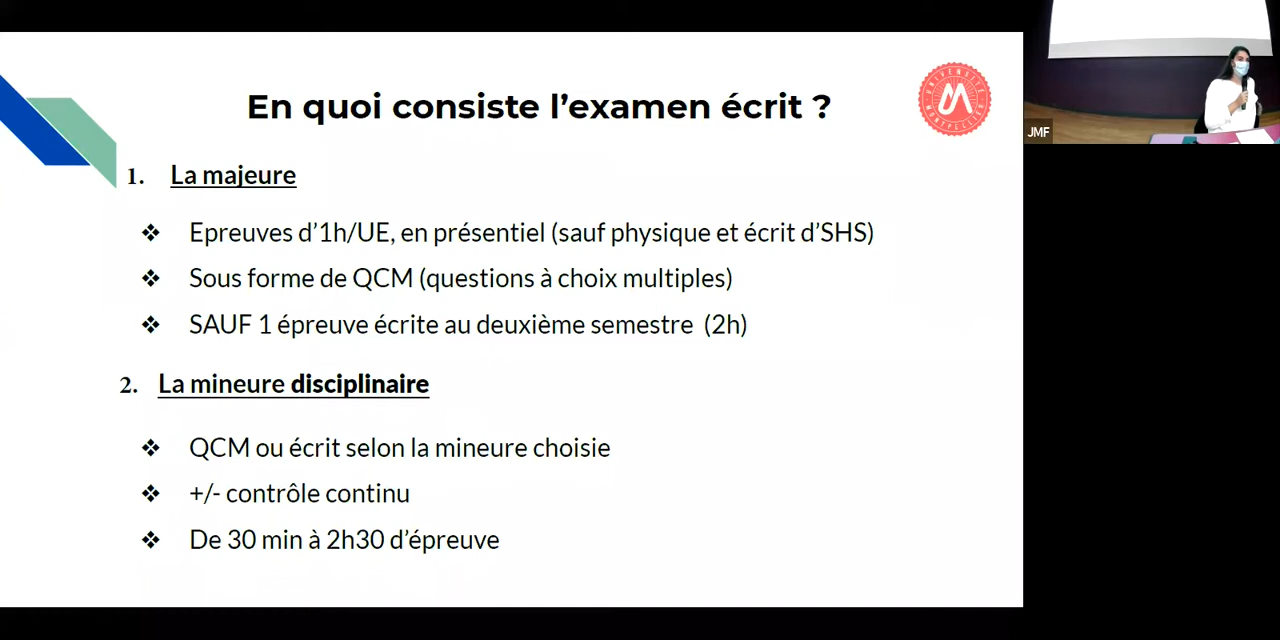 En quoi consiste l'examen écrit ?
UNIVERSITÉ
MONTPELLIER
1. La majeure
❖ Epreuves d'1h/UE, en présentiel (sauf physique et écrit d'SHS)
❖ Sous forme de QCM (questions à choix multiples)
❖ SAUF 1 épreuve écrite au deuxième semestre (2h)
2. La mineure disciplinaire
❖ QCM ou écrit selon la mineure choisie
❖ +/- contrôle continu
❖ De 30 min à 2h30 d'épreuve
JMF